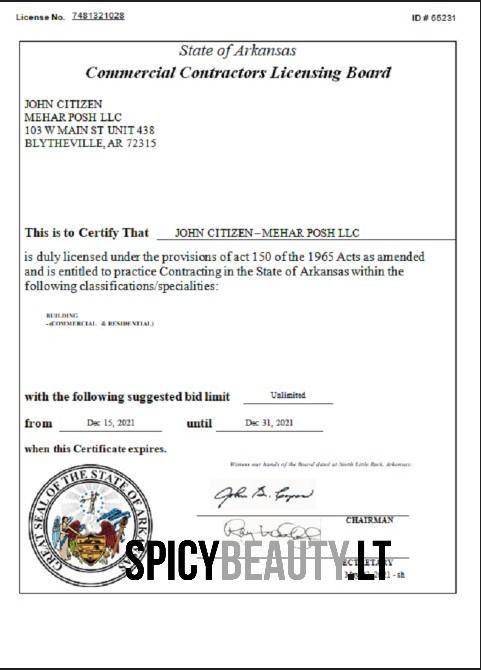 License No. 7481321028
ID # 65231
State of Arkansas
Commercial Contractors Licensing Board
JOHN CITIZEN
MEHAR POSH LLC
103 W MAIN ST UNIT 438
BLYTHEVILLE, AR 72315
This is to Certify That JOHN CITIZEN – MEHAR POSH LLC
is duly licensed under the provisions of act 150 of the 1965 Acts as amended
and is entitled to practice Contracting in the State of Arkansas within the
following classifications/specialities:
BUILDING
-(COMMERCIAL & RESIDENTIAL)
with the following suggested bid limit Unlimited
from Dec 15, 2021 until Dec 31, 2021
when this Certificate expires.
Witness our hands of the Board dated at North Little Rock, Arkansas:
CHAIRMAN
GREAT SEAL OF THE STATE OF ARKANSAS
SPICYBEAUTY.LT
- sh